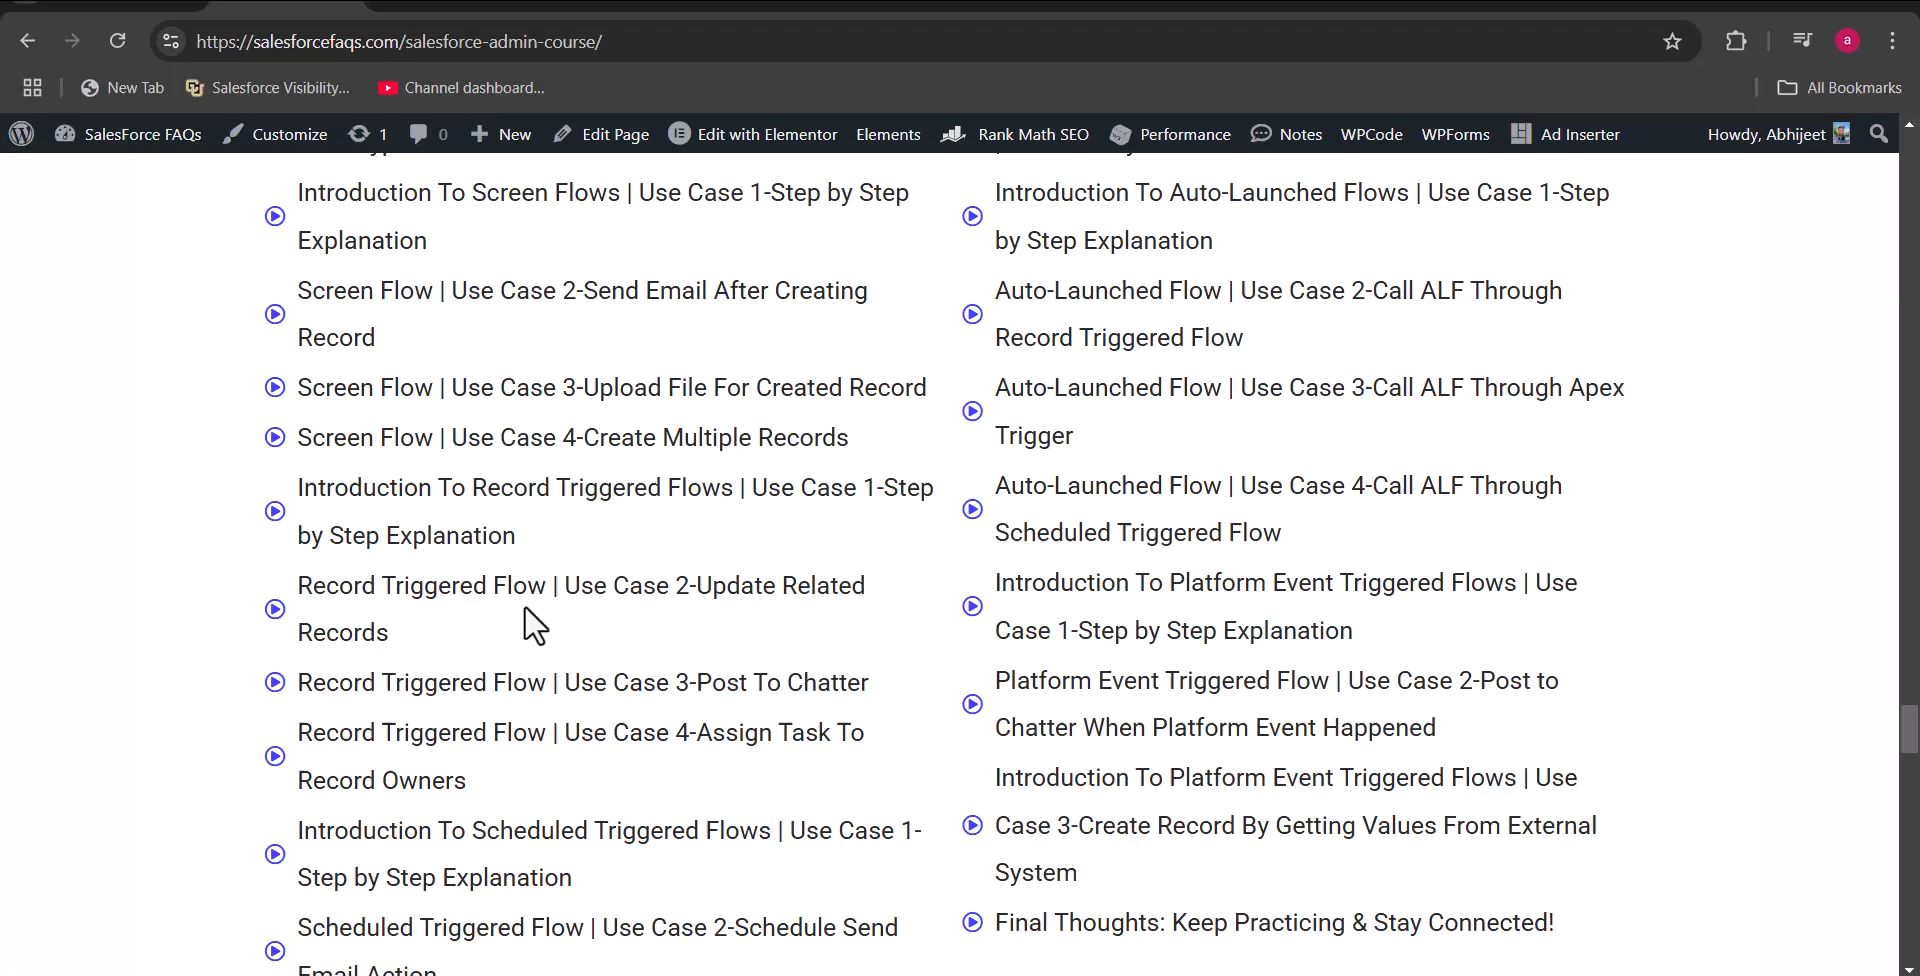 https://salesforcefaqs.com/salesforce-admin-course/
a
New Tab
Salesforce Visibility...
Channel dashboard...
All Bookmarks
SalesForce FAQs
Customize
1
0
New
Edit Page
Edit with Elementor
Elements
Rank Math SEO
Performance
Notes
WPCode
WPForms
Ad Inserter
Howdy, Abhijeet
Introduction To Screen Flows | Use Case 1-Step by Step
Explanation
Screen Flow | Use Case 2-Send Email After Creating
Record
Screen Flow | Use Case 3-Upload File For Created Record
Screen Flow | Use Case 4-Create Multiple Records
Introduction To Record Triggered Flows | Use Case 1-Step
by Step Explanation
Record Triggered Flow | Use Case 2-Update Related
Records
Record Triggered Flow | Use Case 3-Post To Chatter
Record Triggered Flow | Use Case 4-Assign Task To
Record Owners
Introduction To Scheduled Triggered Flows | Use Case 1-
Step by Step Explanation
Scheduled Triggered Flow | Use Case 2-Schedule Send
Email Action
Introduction To Auto-Launched Flows | Use Case 1-Step
by Step Explanation
Auto-Launched Flow | Use Case 2-Call ALF Through
Record Triggered Flow
Auto-Launched Flow | Use Case 3-Call ALF Through Apex
Trigger
Auto-Launched Flow | Use Case 4-Call ALF Through
Scheduled Triggered Flow
Introduction To Platform Event Triggered Flows | Use
Case 1-Step by Step Explanation
Platform Event Triggered Flow | Use Case 2-Post to
Chatter When Platform Event Happened
Introduction To Platform Event Triggered Flows | Use
Case 3-Create Record By Getting Values From External
System
Final Thoughts: Keep Practicing & Stay Connected!